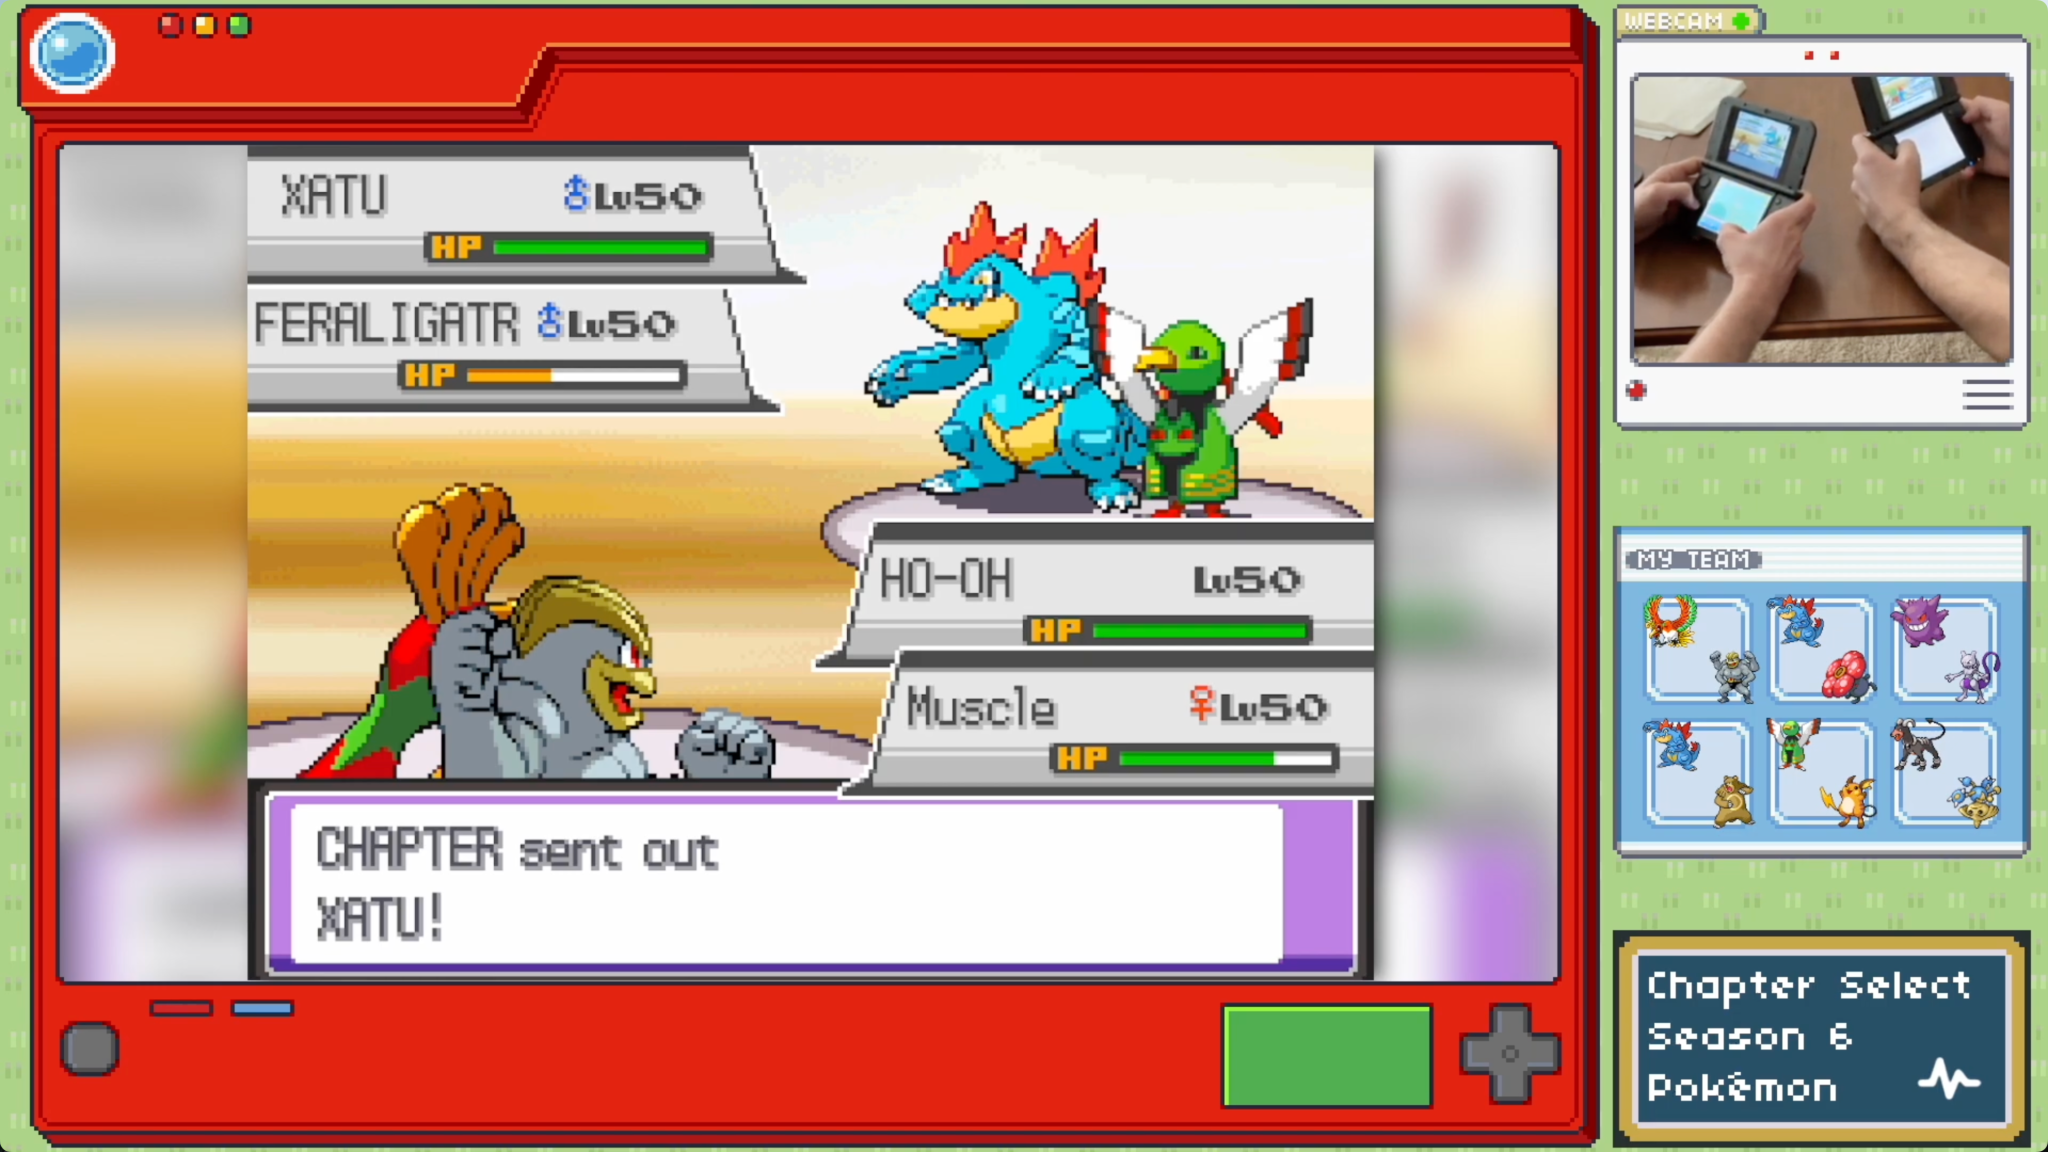 WEBCAM
XATU ♂Lv50
HP
FERALIGATR ♂Lv50
HP
HO-OH Lv50
HP
Muscle ♀Lv50
HP
CHAPTER sent out
XATU!
MY TEAM
Chapter Select
Season 6
Pokémon